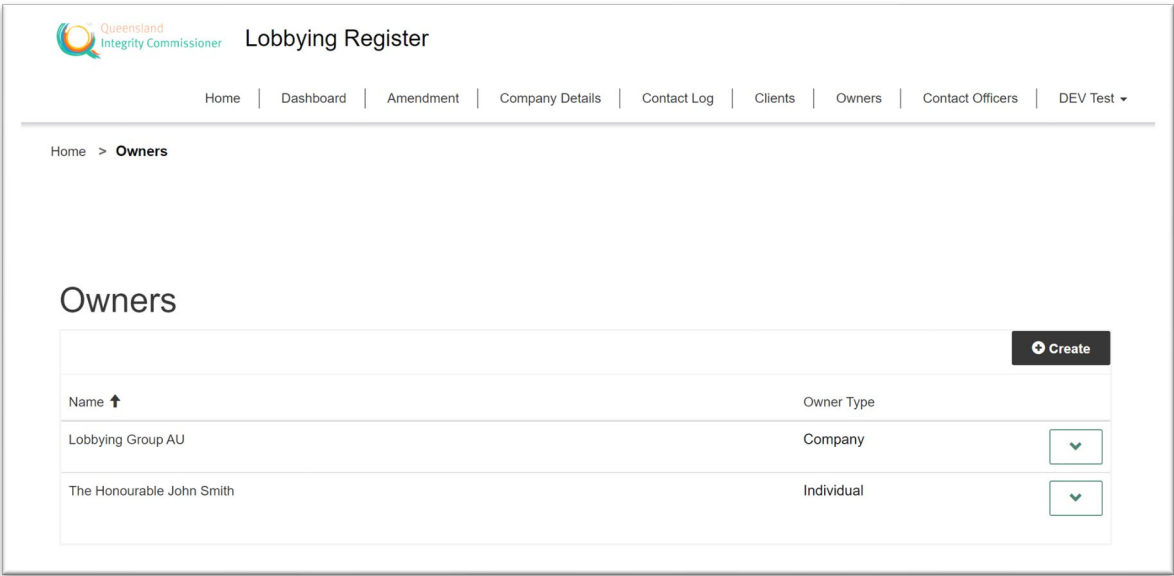 Queensland
Integrity Commissioner
Lobbying Register
Home Dashboard Amendment Company Details Contact Log Clients Owners Contact Officers DEV Test
Home > Owners
Owners
Create
Name Owner Type
Lobbying Group AU Company
The Honourable John Smith Individual